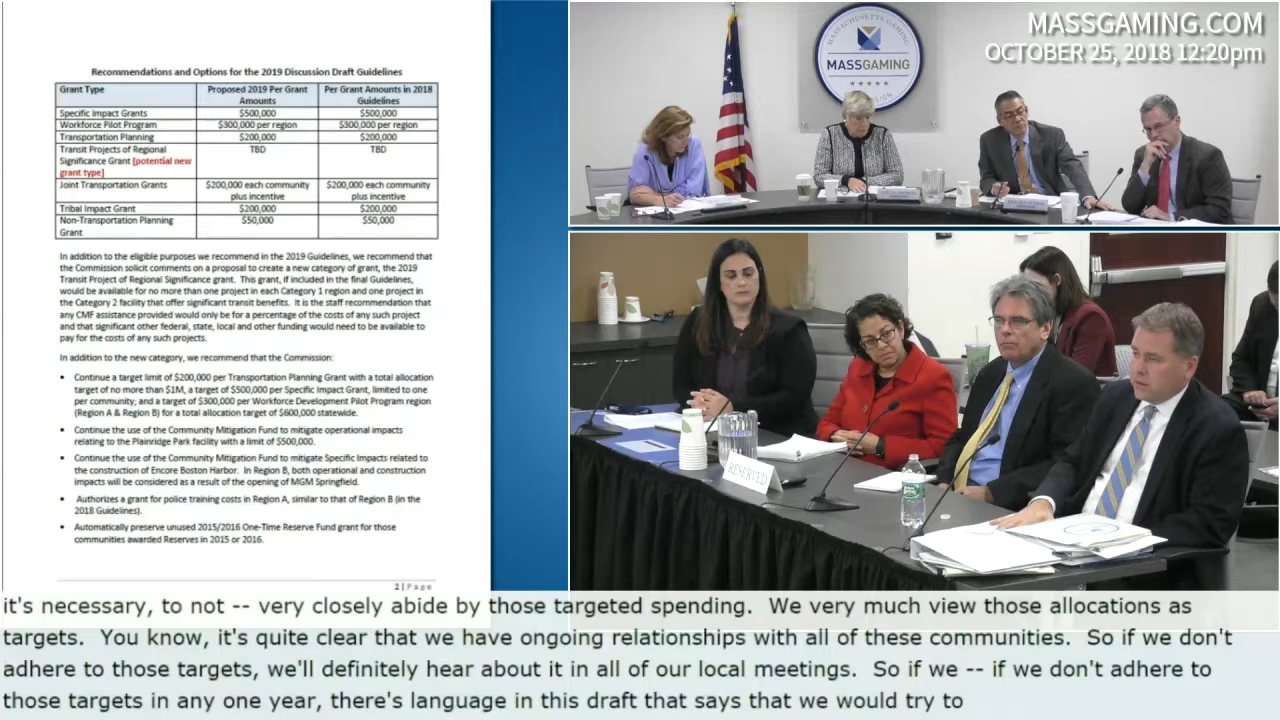 MASSGAMING.COM
OCTOBER 25, 2018 12:20pm
MASSACHUSETTS GAMING
MASSGAMING
Recommendations and Options for the 2019 Discussion Draft Guidelines
Grant Type Proposed 2019 Per Grant Amounts Per Grant Amounts in 2018 Guidelines
Specific Impact Grants $500,000 $500,000
Workforce Pilot Program $300,000 per region $300,000 per region
Transportation Planning $200,000 $200,000
Transit Projects of Regional Significance Grant [potential new grant type] TBD TBD
Joint Transportation Grants $200,000 each community plus incentive $200,000 each community plus incentive
Tribal Impact Grant $200,000 $200,000
Non-Transportation Planning Grant $50,000 $50,000
In addition to the eligible purposes we recommend in the 2019 Guidelines, we recommend that
the Commission solicit comments on a proposal to create a new category of grant, the 2019
Transit Project of Regional Significance grant. This grant, if included in the final Guidelines,
would be available for no more than one project in each Category 1 region and one project in
the Category 2 facility that offer significant transit benefits. It is the staff recommendation that
any CMF assistance provided would only be for a percentage of the costs of any such project
and that significant other federal, state, local and other funding would need to be available to
pay for the costs of any such projects.
In addition to the new category, we recommend that the Commission:
• Continue a target limit of $200,000 per Transportation Planning Grant with a total allocation
target of no more than $1M, a target of $500,000 per Specific Impact Grant, limited to one
per community; and a target of $300,000 per Workforce Development Pilot Program region
(Region A & Region B) for a total allocation target of $600,000 statewide.
• Continue the use of the Community Mitigation Fund to mitigate operational impacts
relating to the Plainridge Park facility with a limit of $500,000.
• Continue the use of the Community Mitigation Fund to mitigate Specific Impacts related to
the construction of Encore Boston Harbor. In Region B, both operational and construction
impacts will be considered as a result of the opening of MGM Springfield.
• Authorizes a grant for police training costs in Region A, similar to that of Region B (in the
2018 Guidelines).
• Automatically preserve unused 2015/2016 One-Time Reserve Fund grant for those
communities awarded Reserves in 2015 or 2016.
2 | Page
RESERVED
it's necessary, to not -- very closely abide by those targeted spending. We very much view those allocations as
targets. You know, it's quite clear that we have ongoing relationships with all of these communities. So if we don't
adhere to those targets, we'll definitely hear about it in all of our local meetings. So if we -- if we don't adhere to
those targets in any one year, there's language in this draft that says that we would try to